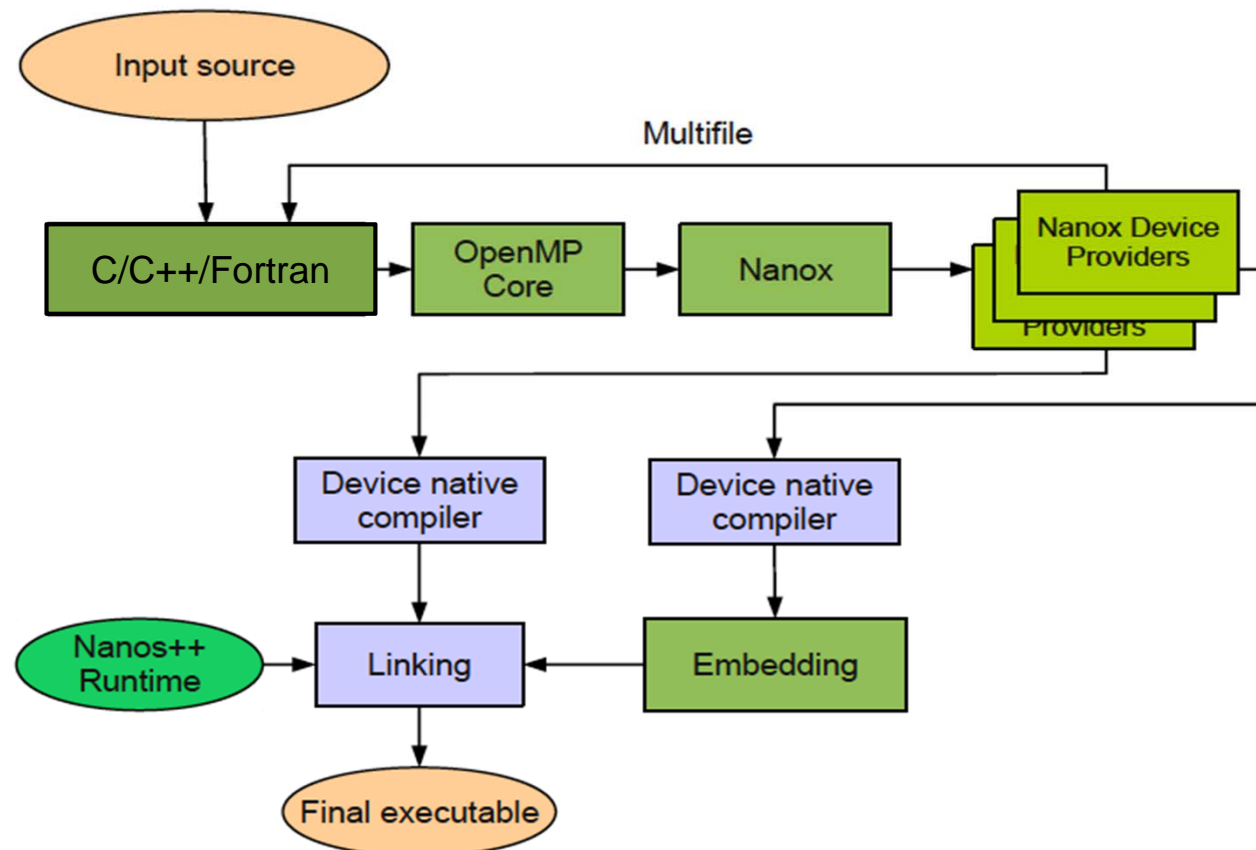 Input source
Multifile
C/C++/Fortran
OpenMP
Core
Nanox
Nanox Device
Providers
Providers
Device native
compiler
Device native
compiler
Nanos++
Runtime
Linking
Embedding
Final executable